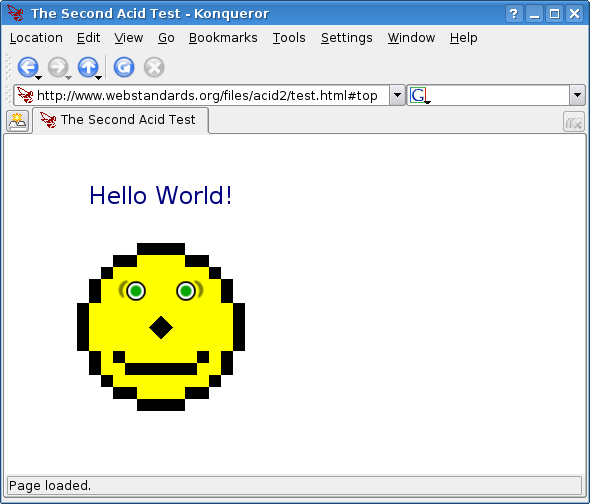 The Second Acid Test - Konqueror
Location Edit View Go Bookmarks Tools Settings Window Help
http://www.webstandards.org/files/acid2/test.html#top G
The Second Acid Test
Hello World!
Page loaded.